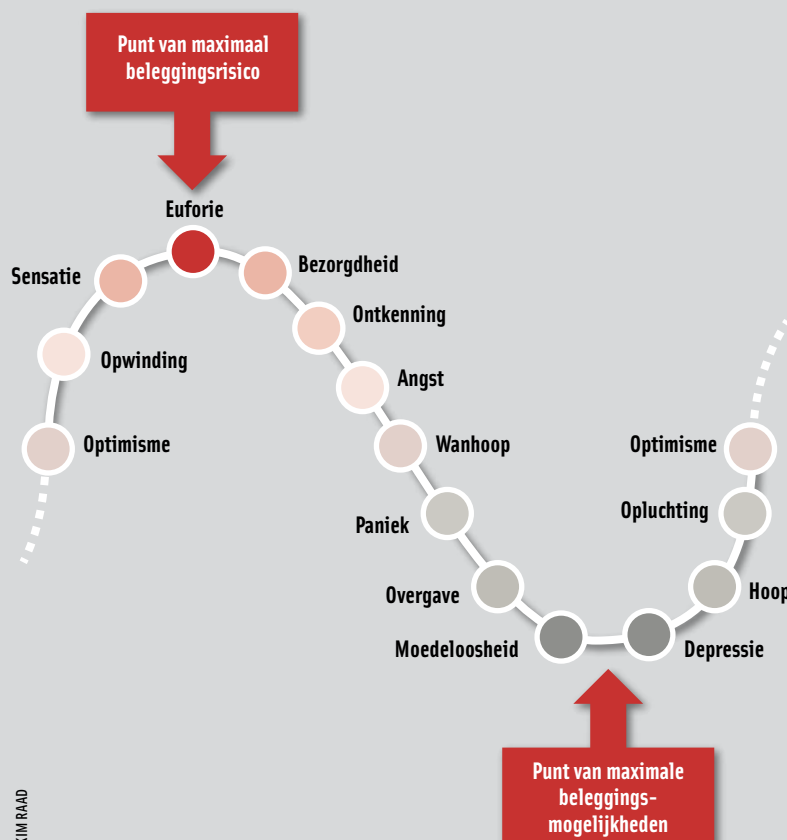 Punt van maximaal
beleggingsrisico
Euforie
Sensatie
Bezorgdheid
Ontkenning
Opwinding
Angst
Optimisme
Wanhoop
Optimisme
Paniek
Opluchting
Overgave
Hoop
Moedeloosheid
Depressie
Punt van maximale
beleggings-
mogelijkheden
KIM RAAD